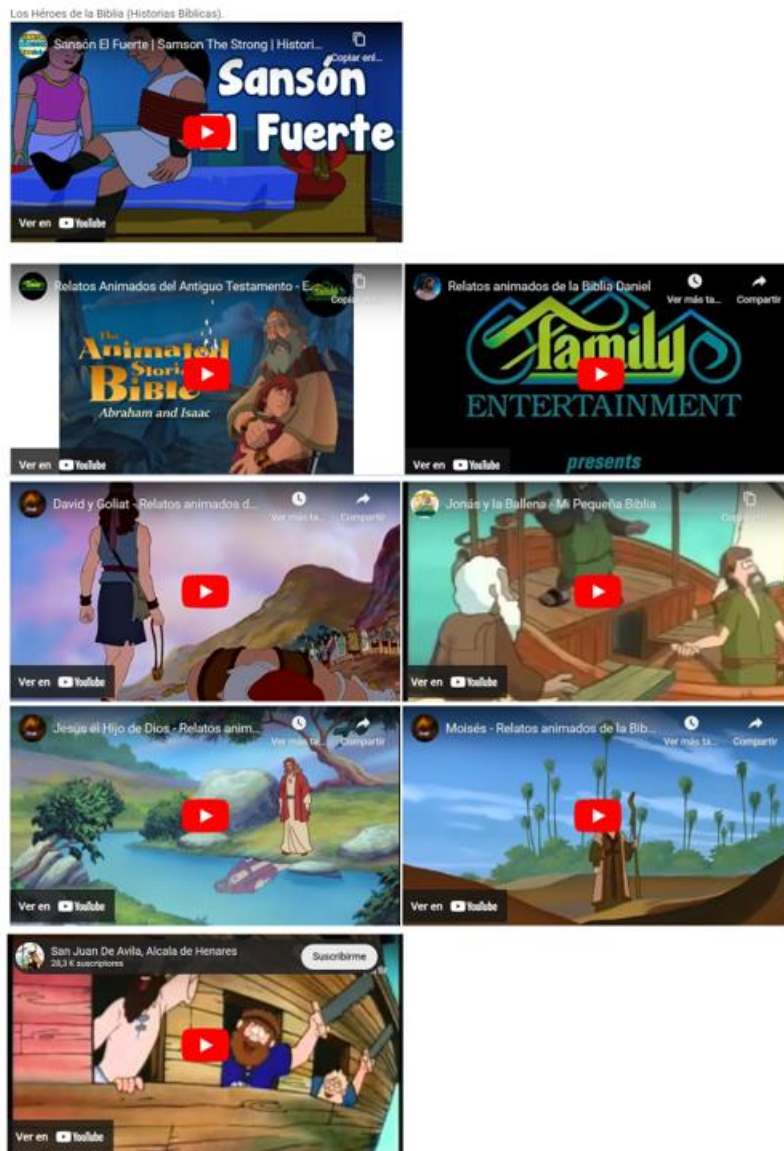 Los Héroes de la Biblia (Historias Bíblicas).
Sansón El Fuerte | Samson The Strong | Histori...
Copiar enl...
Sansón
El Fuerte
Ver en YouTube
Relatos Animados del Antiguo Testamento - E...
The
Animated
Stories
BIBLE
Abraham and Isaac
Ver en YouTube
Relatos animados de la Biblia Daniel
Ver más ta... Compartir
family
ENTERTAINMENT
presents
Ver en YouTube
David y Goliat - Relatos animados d...
Ver más ta... Compartir
Ver en YouTube
Jonás y la Ballena - Mi Pequeña Biblia
Ver en YouTube
Jesús él Hijo de Dios - Relatos anim...
Ver más ta... Compartir
Ver en YouTube
Moisés - Relatos animados de la Bib...
Ver más ta... Compartir
Ver en YouTube
San Juan De Avila, Alcala de Henares
28,3 K suscriptores
Suscribirme
Ver en YouTube